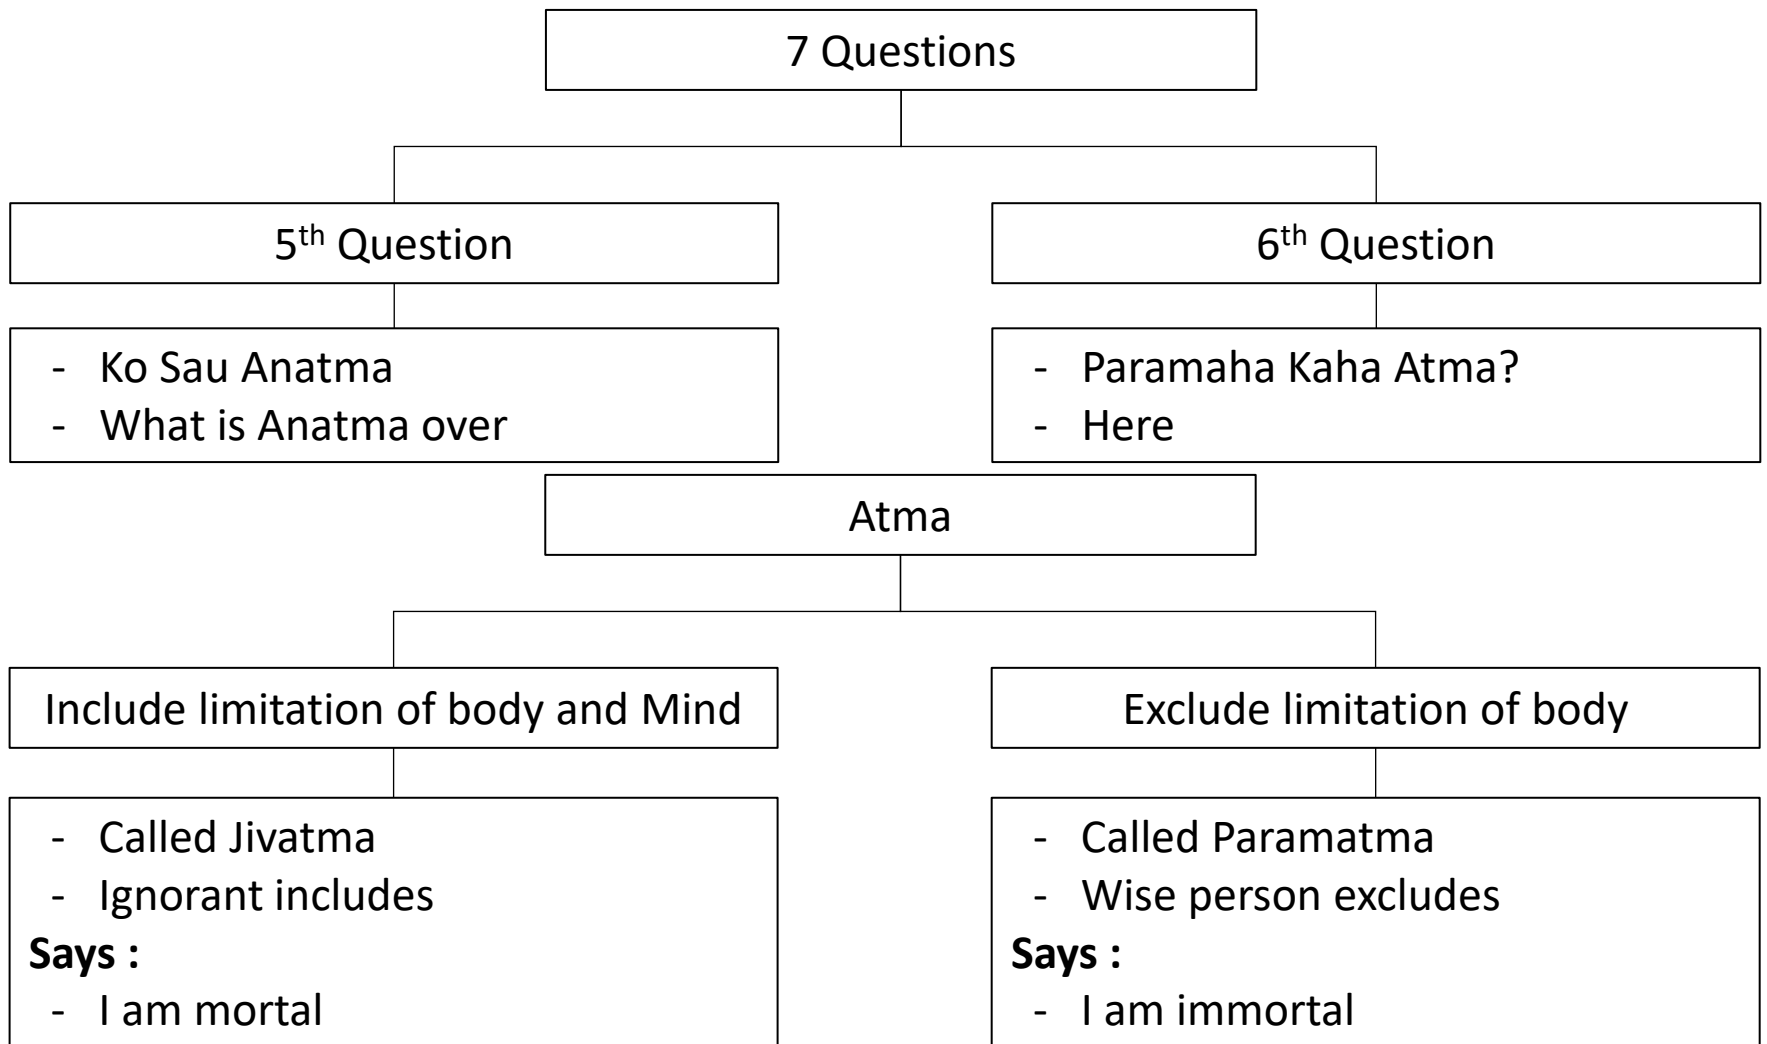 7 Questions
5th Question
6th Question
- Ko Sau Anatma
- What is Anatma over
- Paramaha Kaha Atma?
- Here
Atma
Include limitation of body and Mind
Exclude limitation of body
- Called Jivatma
- Ignorant includes
Says :
- I am mortal
- Called Paramatma
- Wise person excludes
Says :
- I am immortal